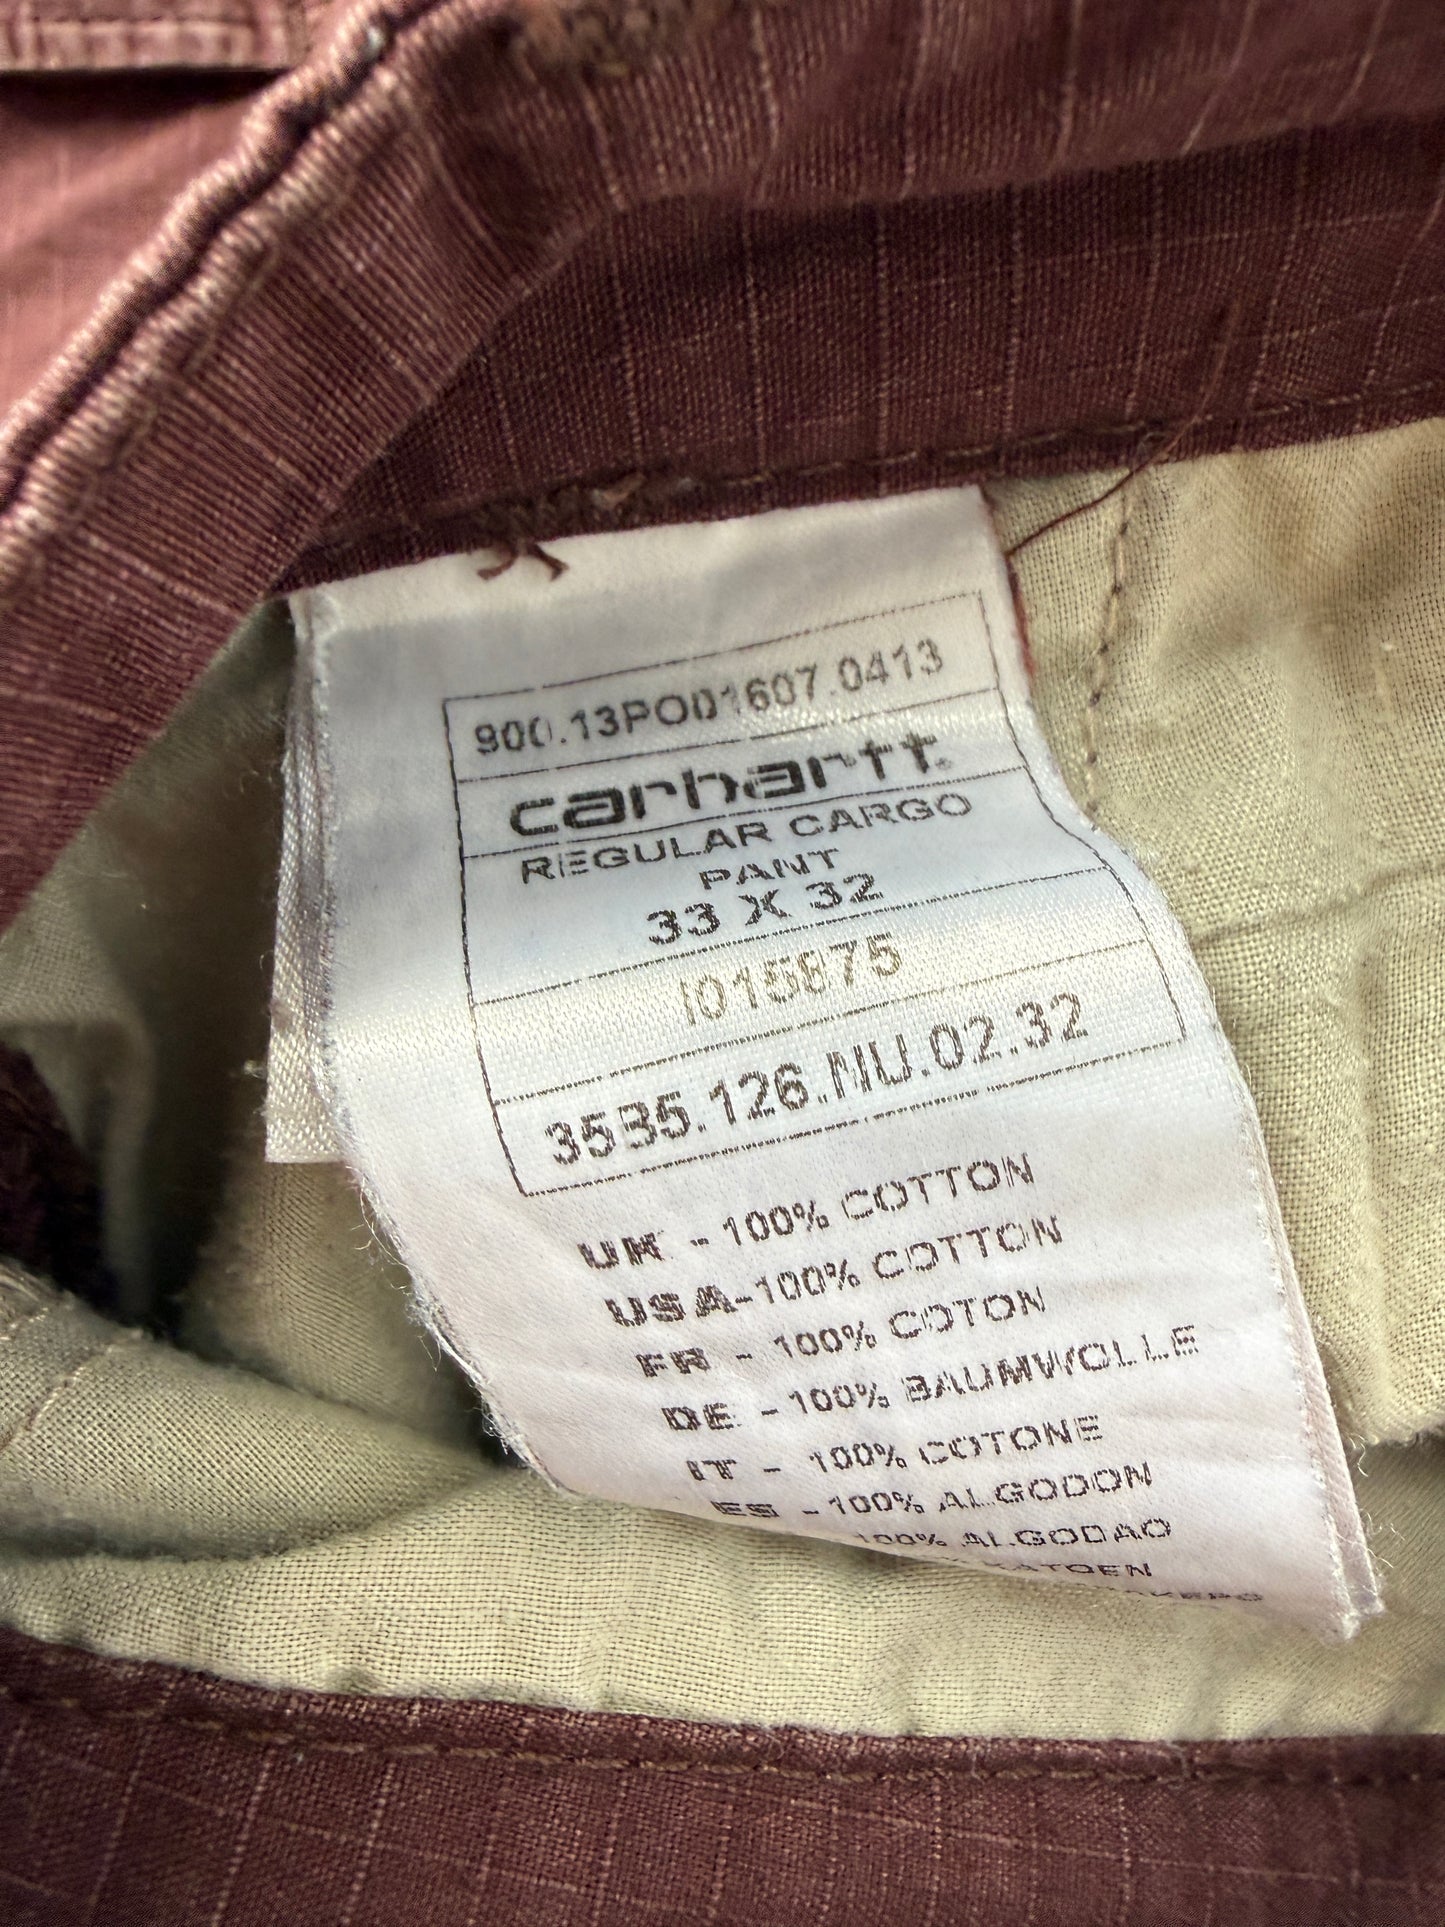 900.13PO01607.0413
carhartt
REGULAR CARGO
PANT
33 X 32
I015875
3535.126.NU.02.32
UK - 100% COTTON
USA-100% COTTON
FR - 100% COTON
DE - 100% BAUMWOLLE
IT - 100% COTONE
ES - 100% ALGODON
100% ALGODAO
KATOEN